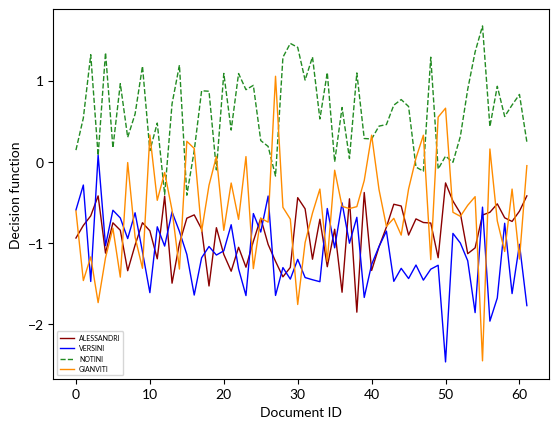 1
0
−1
−2
Decision function
ALESSANDRI
VERSINI
NOTINI
GIANVITI
0 10 20 30 40 50 60
Document ID